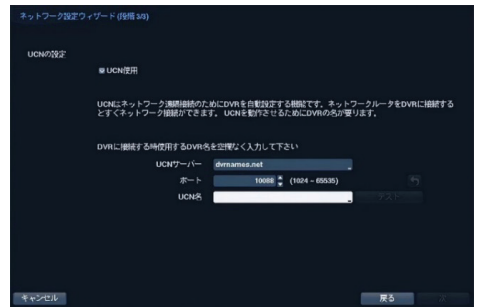 ネットワーク設定ウィザード (段階 3/3)
UCNの設定
UCN使用
UCNはネットワーク遠隔接続のためにDVRを自動設定する機能です。ネットワークルータをDVRに接続する
とすぐネットワーク接続ができます。 UCNを動作させるためにDVRの名が要ります。
DVRに接続する時使用するDVR名を空欄なく入力して下さい
UCNサーバー dvrnames.net
ポート 10088 (1024 ~ 65535)
UCN名 テスト
キャンセル 戻る